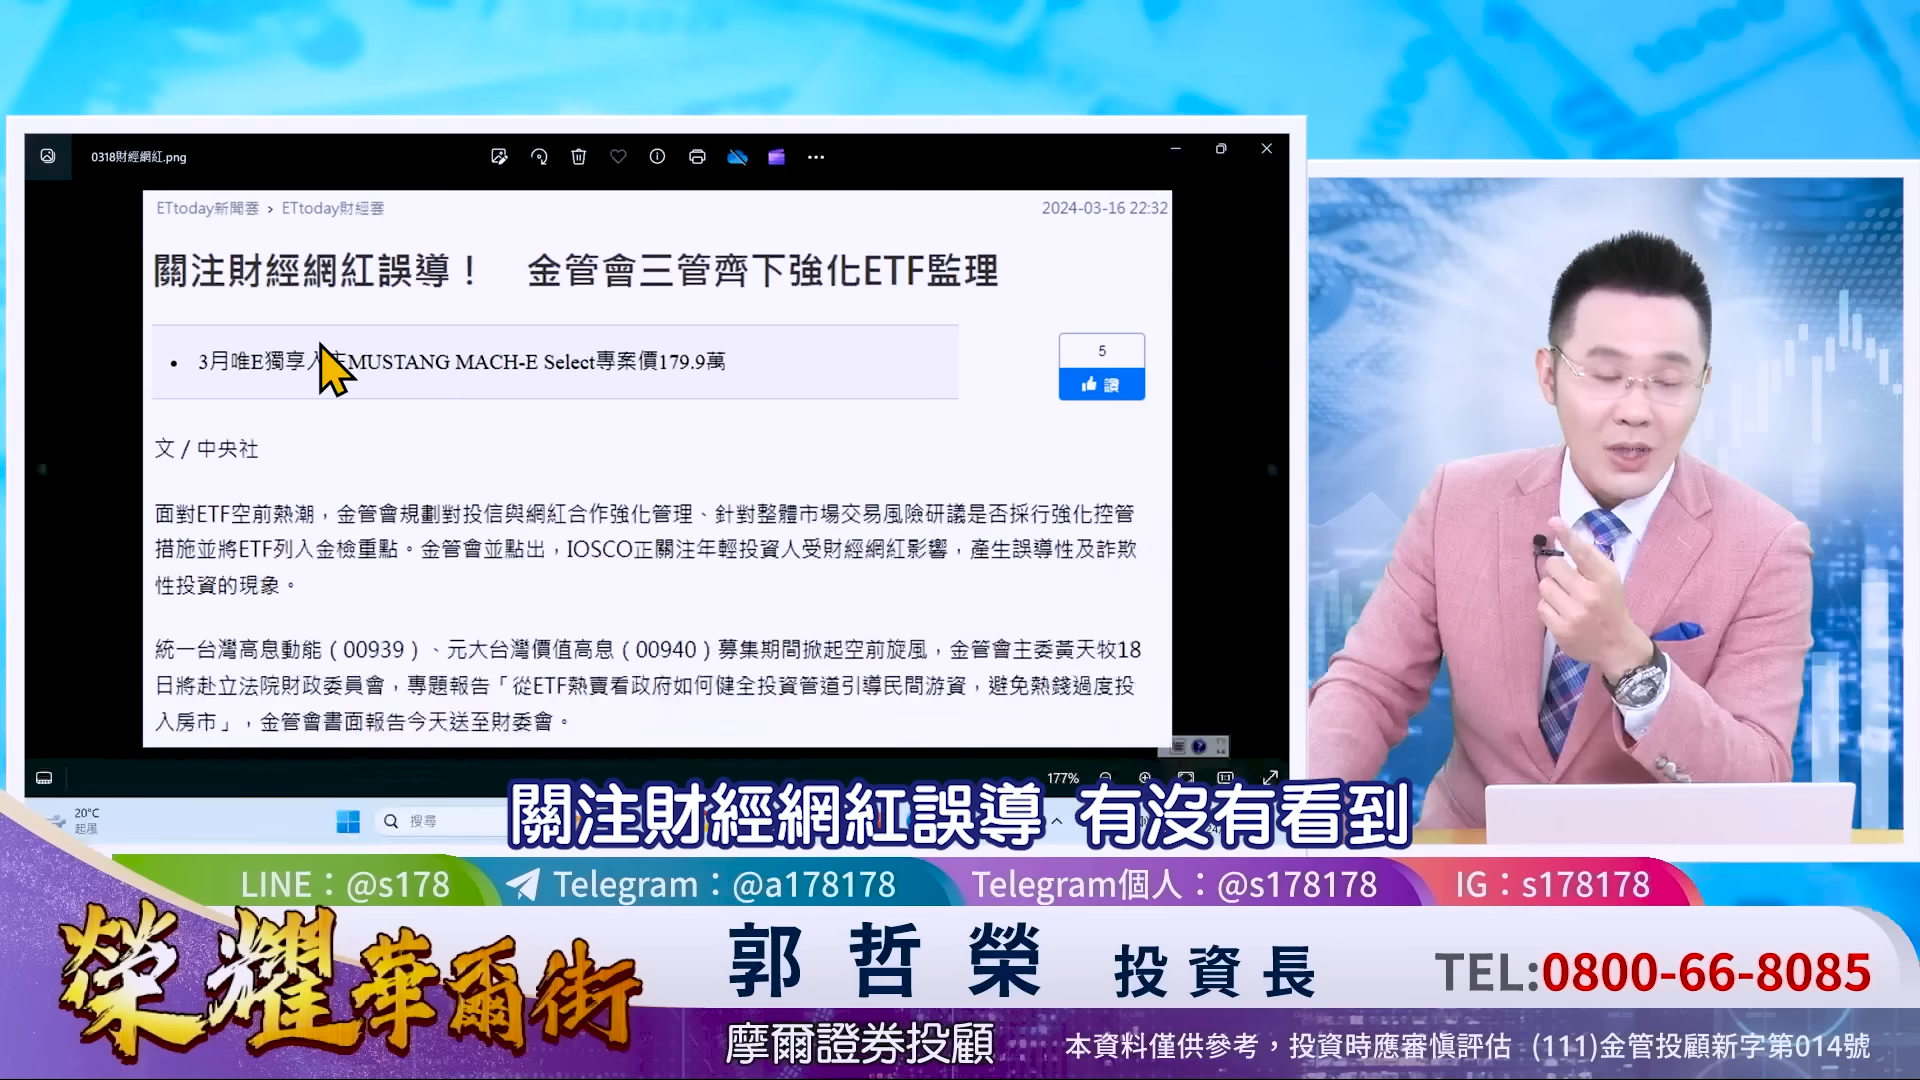 0318財經網紅.png
ETtoday新聞雲 › ETtoday財經雲
2024-03-16 22:32
關注財經網紅誤導！ 金管會三管齊下強化ETF監理
• 3月唯E獨享入主MUSTANG MACH-E Select專案價179.9萬
5
讚
文 / 中央社
面對ETF空前熱潮，金管會規劃對投信與網紅合作強化管理、針對整體市場交易風險研議是否採行強化控管
措施並將ETF列入金檢重點。金管會並點出，IOSCO正關注年輕投資人受財經網紅影響，產生誤導性及詐欺
性投資的現象。
統一台灣高息動能（00939）、元大台灣價值高息（00940）募集期間掀起空前旋風，金管會主委黃天牧18
日將赴立法院財政委員會，專題報告「從ETF熱賣看政府如何健全投資管道引導民間游資，避免熱錢過度投
入房市」，金管會書面報告今天送至財委會。
177%
20°C
起風
搜尋
關注財經網紅誤導 有沒有看到
LINE：@s178
Telegram：@a178178
Telegram個人：@s178178
IG：s178178
榮耀華爾街
郭哲榮 投資長
TEL:0800-66-8085
摩爾證券投顧
本資料僅供參考，投資時應審慎評估 (111)金管投顧新字第014號